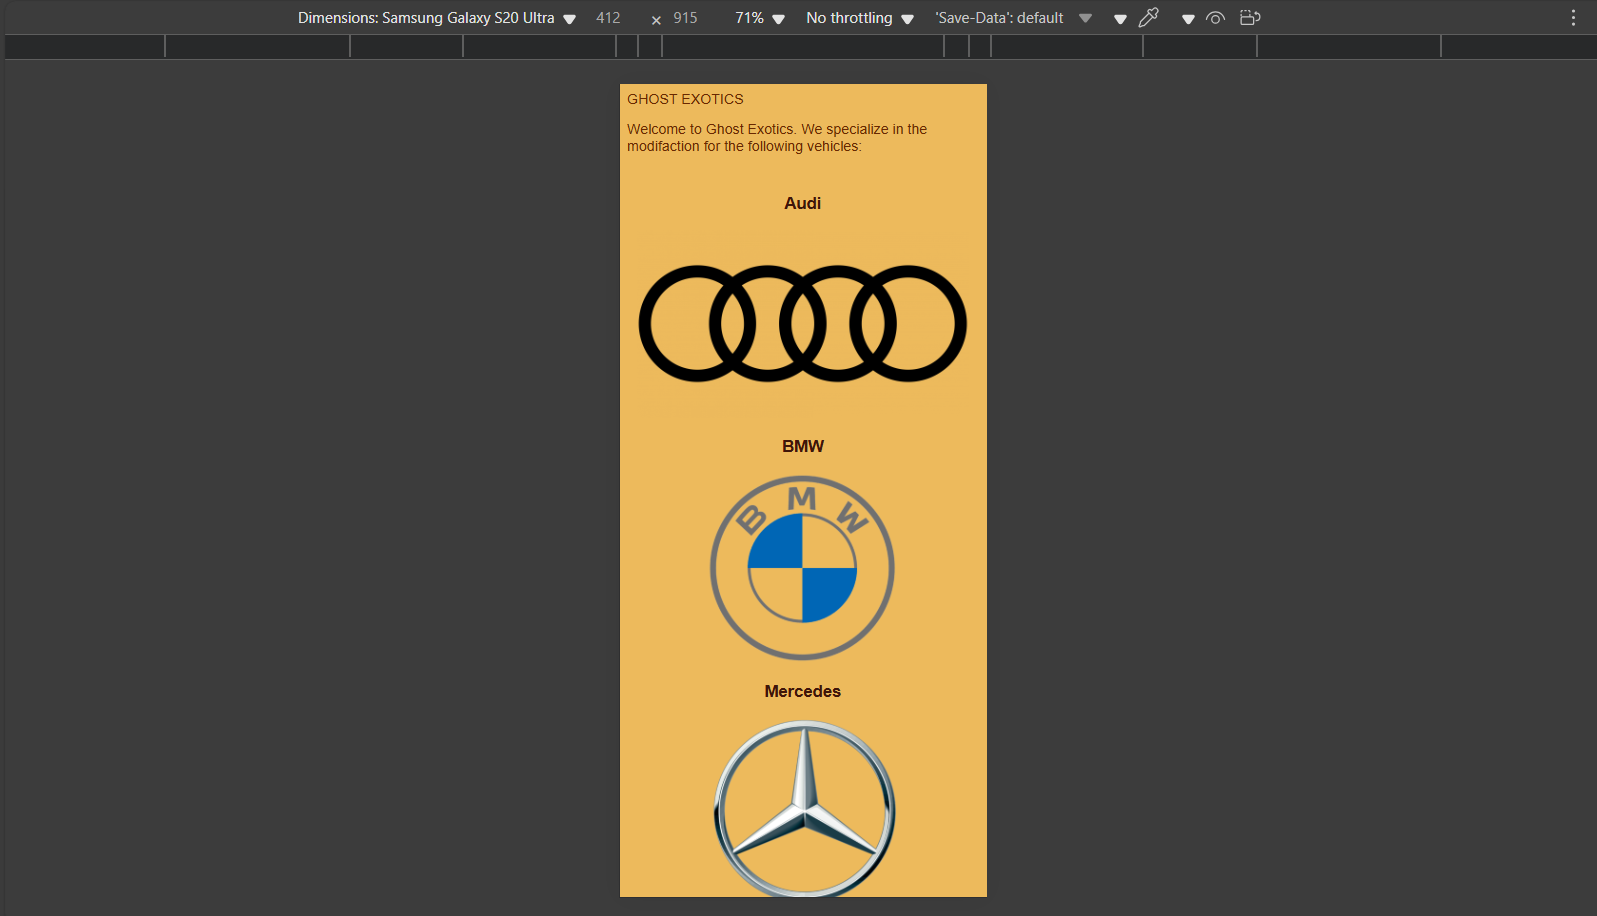 Dimensions: Samsung Galaxy S20 Ultra 412 × 915 71% No throttling 'Save-Data': default
GHOST EXOTICS
Welcome to Ghost Exotics. We specialize in the
modifaction for the following vehicles:
Audi
BMW
B M W
Mercedes